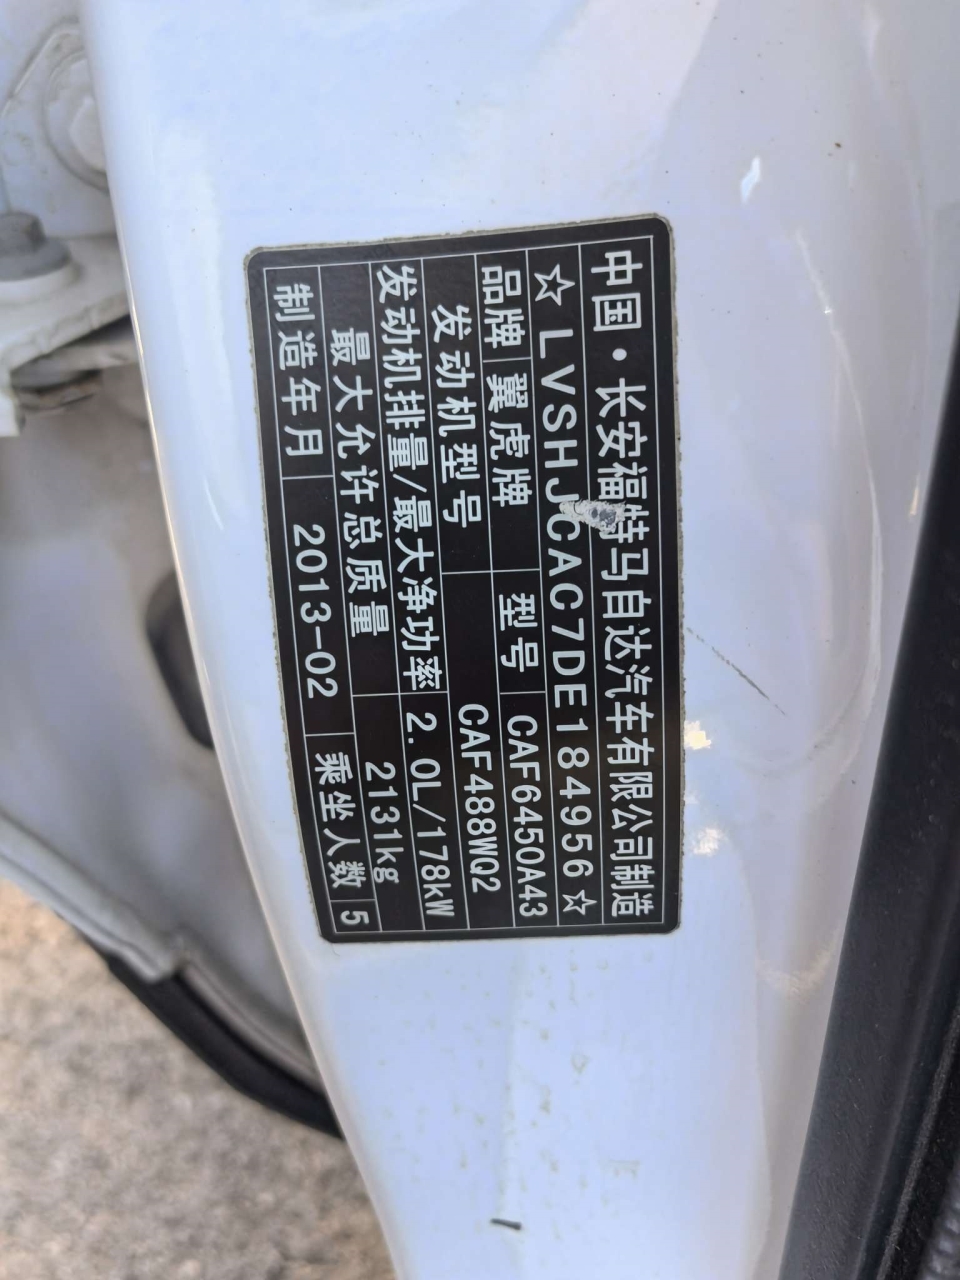 中国·长安福特马自达汽车有限公司制造
☆LVSHJCAC7DE184956☆
品牌 翼虎牌 型号 CAF6450A43
发动机型号 CAF488WQ2
发动机排量/最大净功率 2.0L/178kW
最大允许总质量 2131kg
制造年月 2013-02 乘坐人数 5